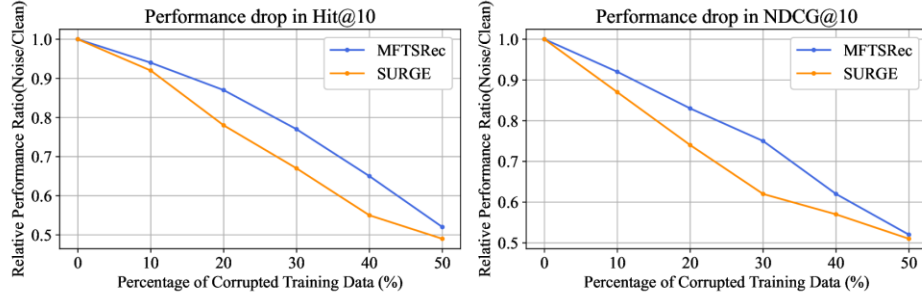 Performance drop in Hit@10
Relative Performance Ratio(Noise/Clean)
1.0
0.9
0.8
0.7
0.6
0.5
MFTSRec
SURGE
0 10 20 30 40 50
Percentage of Corrupted Training Data (%)
Performance drop in NDCG@10
Relative Performance Ratio(Noise/Clean)
1.0
0.9
0.8
0.7
0.6
0.5
MFTSRec
SURGE
0 10 20 30 40 50
Percentage of Corrupted Training Data (%)